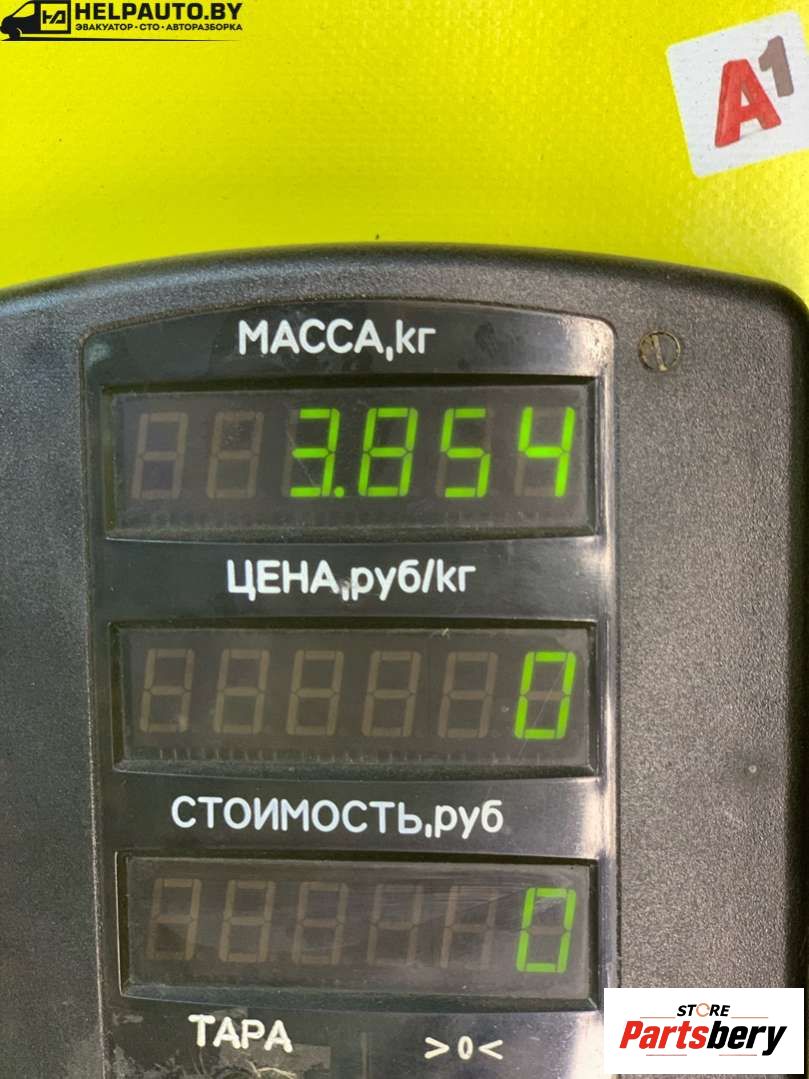 HELPAUTO.BY
ЭВАКУАТОР · СТО · АВТОРАЗБОРКА
A1
МАССА,кг
3.854
ЦЕНА,руб/кг
0
СТОИМОСТЬ,руб
0
ТАРА
>0<
STORE
Partsbery